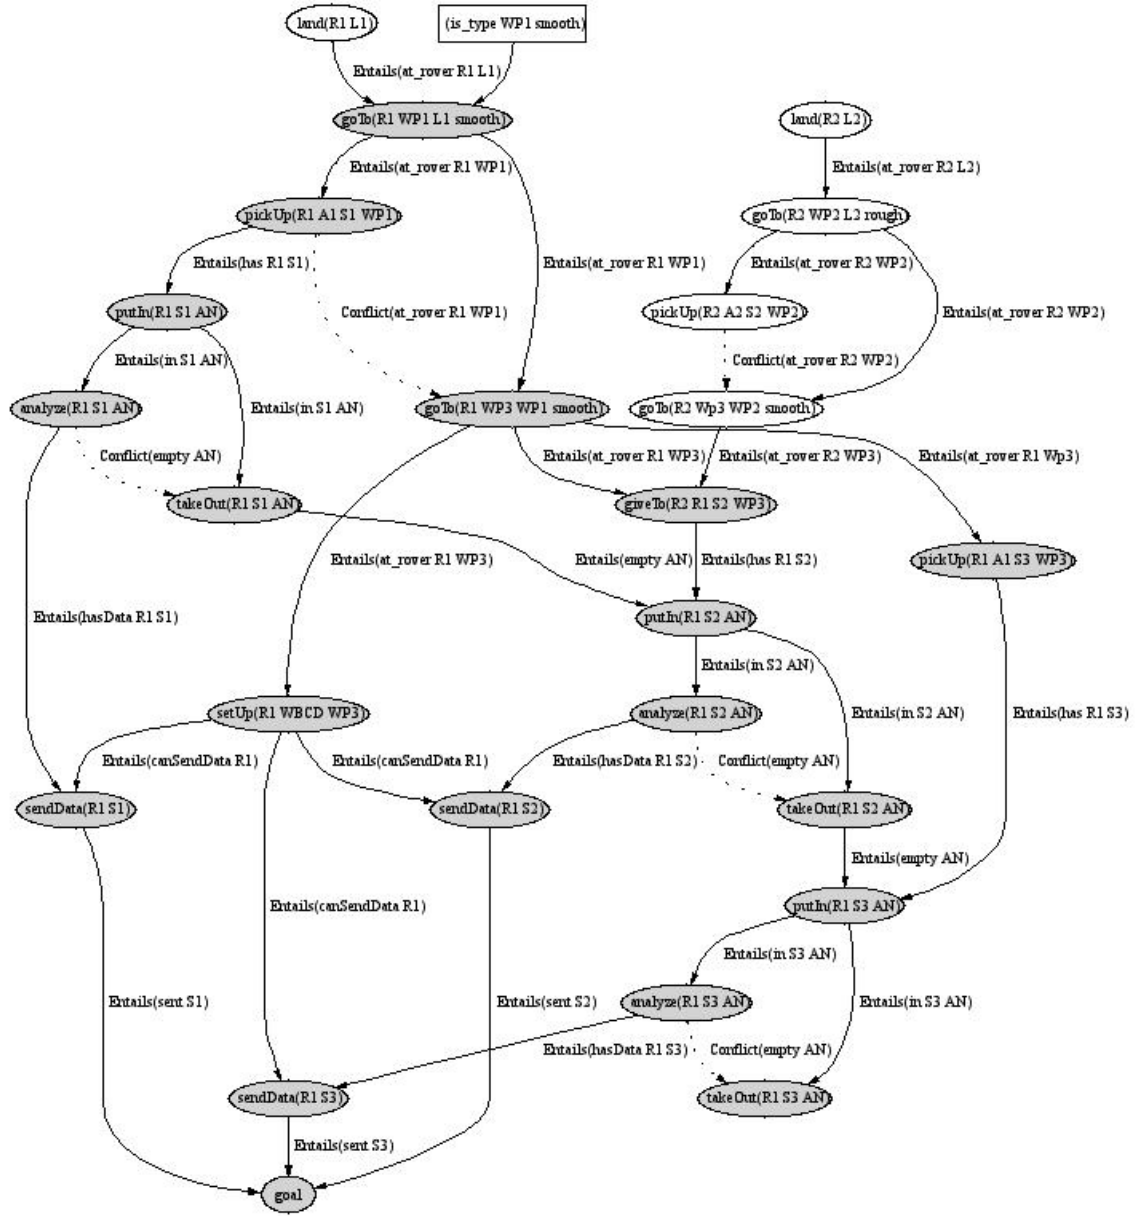 land(R1 L1)
(is_type WP1 smooth)
Entails(at_rover R1 L1)
goTo(R1 WP1 L1 smooth)
land(R2 L2)
Entails(at_rover R1 WP1)
Entails(at_rover R2 L2)
pickUp(R1 A1 S1 WP1)
goTo(R2 WP2 L2 rough)
Entails(has R1 S1)
Entails(at_rover R1 WP1)
Entails(at_rover R2 WP2)
putIn(R1 S1 AN)
Conflict(at_rover R1 WP1)
pickUp(R2 A2 S2 WP2)
Entails(at_rover R2 WP2)
Entails(in S1 AN)
Conflict(at_rover R2 WP2)
analyze(R1 S1 AN)
Entails(in S1 AN)
goTo(R1 WP3 WP1 smooth)
goTo(R2 Wp3 WP2 smooth)
Conflict(empty AN)
Entails(at_rover R1 WP3)
Entails(at_rover R2 WP3)
Entails(at_rover R1 Wp3)
takeOut(R1 S1 AN)
giveTo(R2 R1 S2 WP3)
Entails(at_rover R1 WP3)
Entails(empty AN)
Entails(has R1 S2)
pickUp(R1 A1 S3 WP3)
Entails(hasData R1 S1)
putIn(R1 S2 AN)
Entails(in S2 AN)
setUp(R1 WBCD WP3)
analyze(R1 S2 AN)
Entails(in S2 AN)
Entails(has R1 S3)
Entails(canSendData R1)
Entails(canSendData R1)
Entails(hasData R1 S2)
Conflict(empty AN)
sendData(R1 S1)
sendData(R1 S2)
takeOut(R1 S2 AN)
Entails(empty AN)
Entails(canSendData R1)
putIn(R1 S3 AN)
Entails(in S3 AN)
Entails(sent S1)
Entails(sent S2)
analyze(R1 S3 AN)
Entails(in S3 AN)
Entails(hasData R1 S3)
Conflict(empty AN)
sendData(R1 S3)
takeOut(R1 S3 AN)
Entails(sent S3)
goal